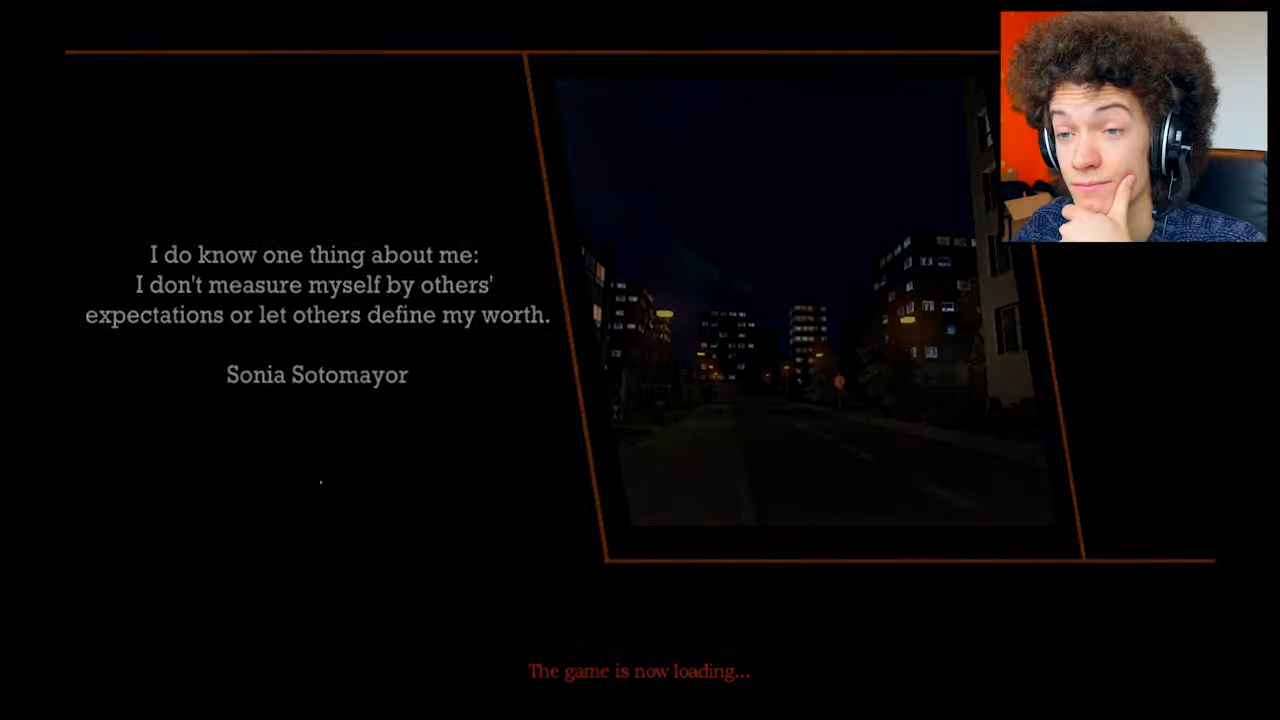 I do know one thing about me:
I don't measure myself by others'
expectations or let others define my worth.
Sonia Sotomayor
The game is now loading...